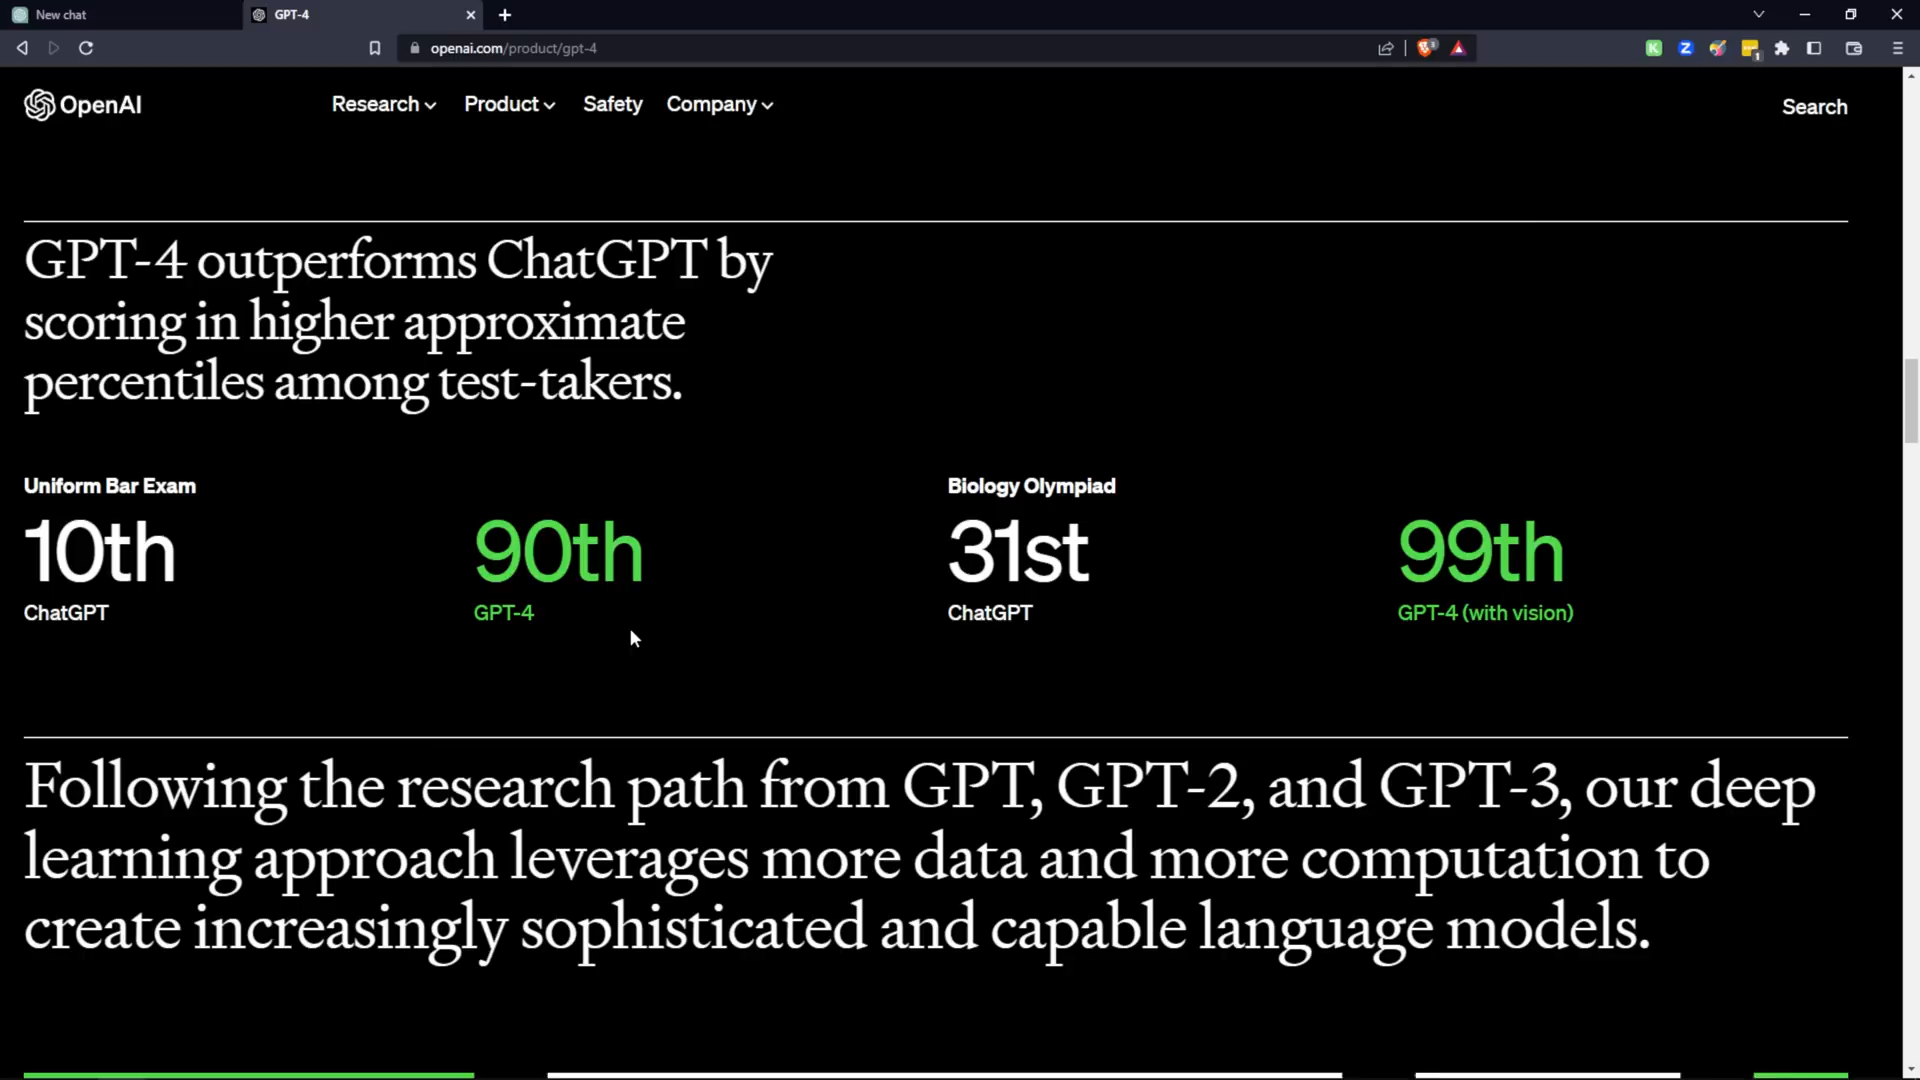 New chat
GPT-4
openai.com/product/gpt-4
OpenAI
Research
Product
Safety
Company
Search
GPT-4 outperforms ChatGPT by
scoring in higher approximate
percentiles among test-takers.
Uniform Bar Exam
10th
ChatGPT
90th
GPT-4
Biology Olympiad
31st
ChatGPT
99th
GPT-4 (with vision)
Following the research path from GPT, GPT-2, and GPT-3, our deep
learning approach leverages more data and more computation to
create increasingly sophisticated and capable language models.